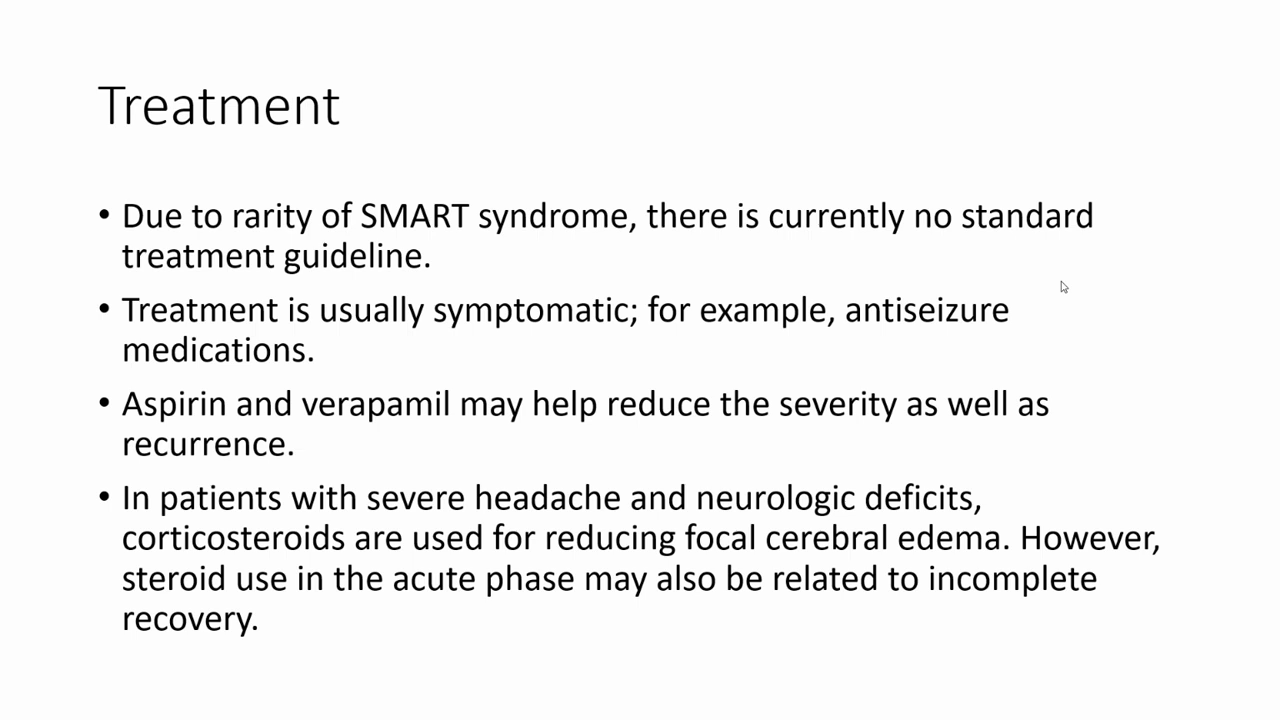 Treatment
• Due to rarity of SMART syndrome, there is currently no standard
treatment guideline.
• Treatment is usually symptomatic; for example, antiseizure
medications.
• Aspirin and verapamil may help reduce the severity as well as
recurrence.
• In patients with severe headache and neurologic deficits,
corticosteroids are used for reducing focal cerebral edema. However,
steroid use in the acute phase may also be related to incomplete
recovery.